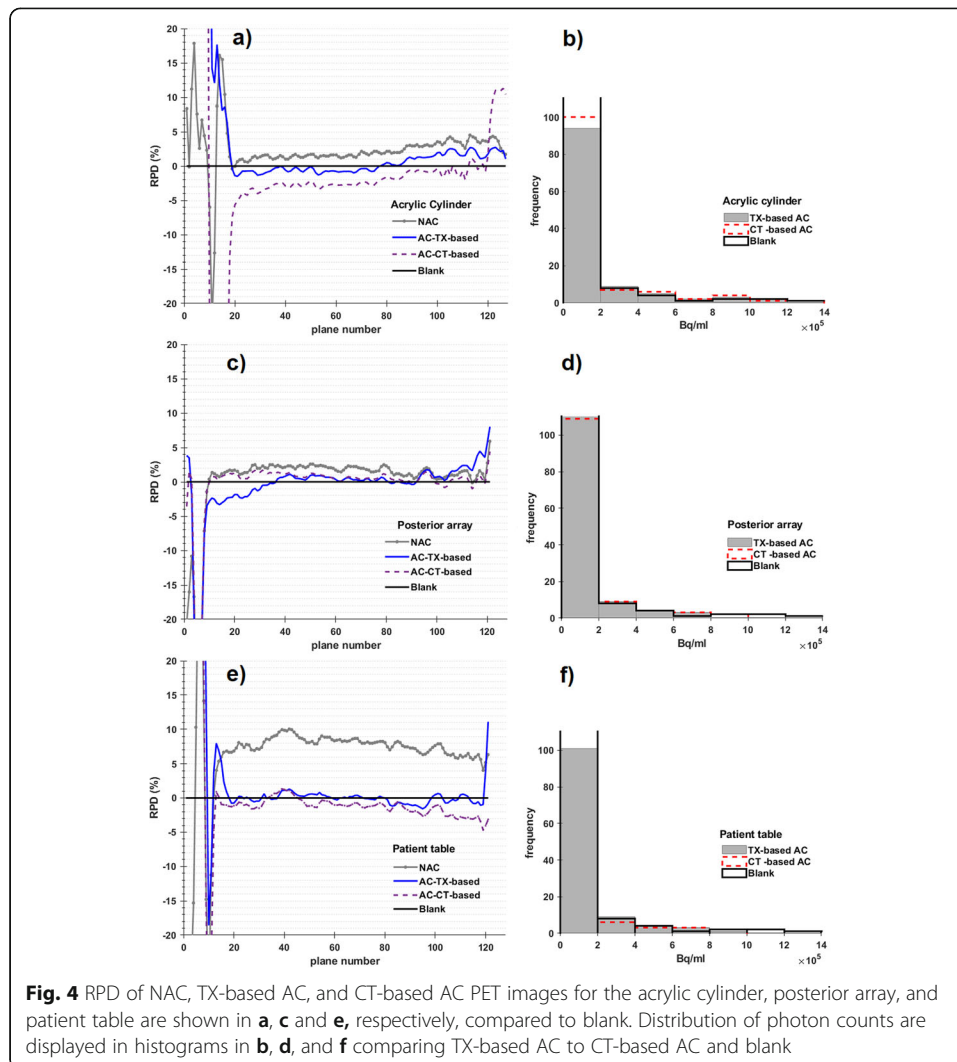 a)
20
15
10
5
0
-5
-10
-15
-20
RPD (%)
Acrylic Cylinder
NAC
AC-TX-based
AC-CT-based
Blank
0 20 40 60 80 100 120
plane number
b)
100
80
60
40
20
0
frequency
Acrylic cylinder
TX-based AC
CT -based AC
Blank
0 2 4 6 8 10 12 14
Bq/ml
×10⁵
c)
20
15
10
5
0
-5
-10
-15
-20
RPD (%)
Posterior array
NAC
AC-TX-based
AC-CT-based
Blank
0 20 40 60 80 100 120
plane number
d)
100
80
60
40
20
0
frequency
Posterior array
TX-based AC
CT -based AC
Blank
0 2 4 6 8 10 12 14
Bq/ml
×10⁵
e)
20
15
10
5
0
-5
-10
-15
-20
RPD (%)
Patient table
NAC
AC-TX-based
AC-CT-based
Blank
0 20 40 60 80 100 120
plane number
f)
100
80
60
40
20
0
frequency
Patient table
TX-based AC
CT -based AC
Blank
0 2 4 6 8 10 12 14
Bq/ml
×10⁵
Fig. 4 RPD of NAC, TX-based AC, and CT-based AC PET images for the acrylic cylinder, posterior array, and
patient table are shown in a, c and e, respectively, compared to blank. Distribution of photon counts are
displayed in histograms in b, d, and f comparing TX-based AC to CT-based AC and blank